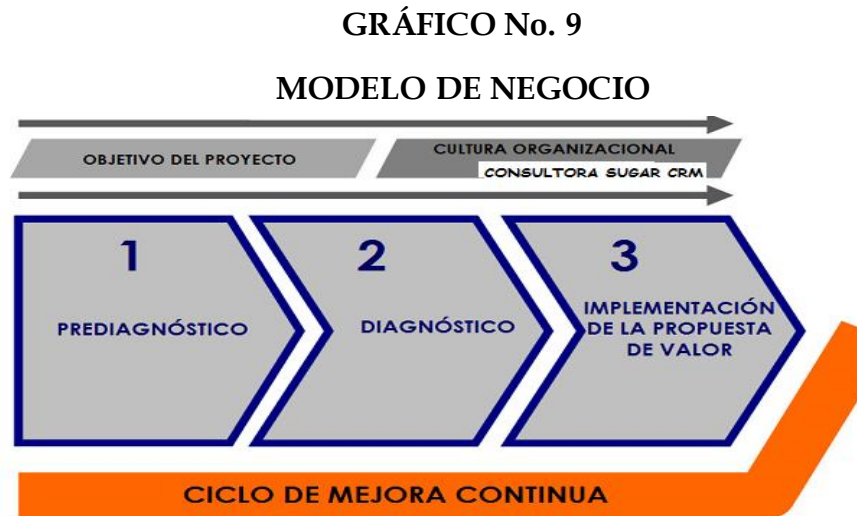 GRÁFICO No. 9
MODELO DE NEGOCIO
OBJETIVO DEL PROYECTO
CULTURA ORGANIZACIONAL
CONSULTORA SUGAR CRM
1
PREDIAGNÓSTICO
2
DIAGNÓSTICO
3
IMPLEMENTACIÓN
DE LA PROPUESTA
DE VALOR
CICLO DE MEJORA CONTINUA